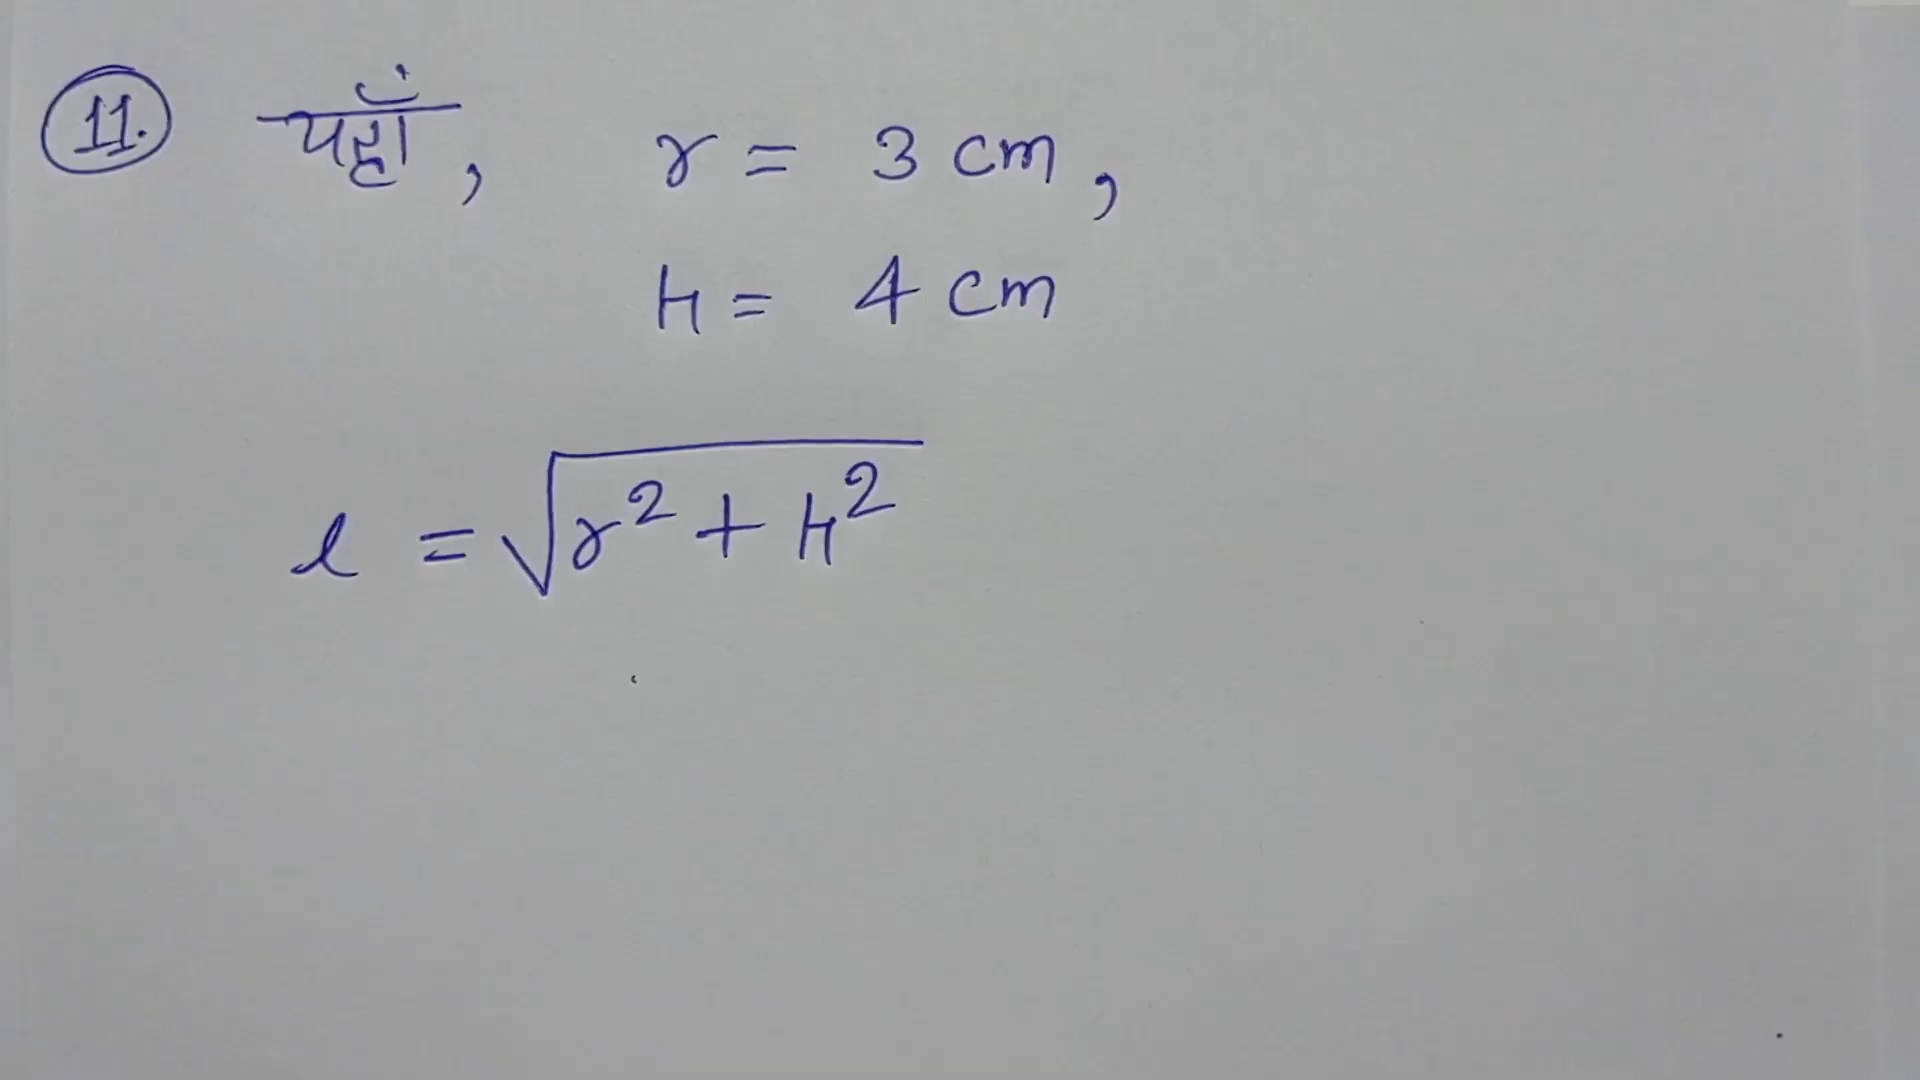 11. यहाँ, r = 3 cm,
H = 4 cm
l = √r² + H²